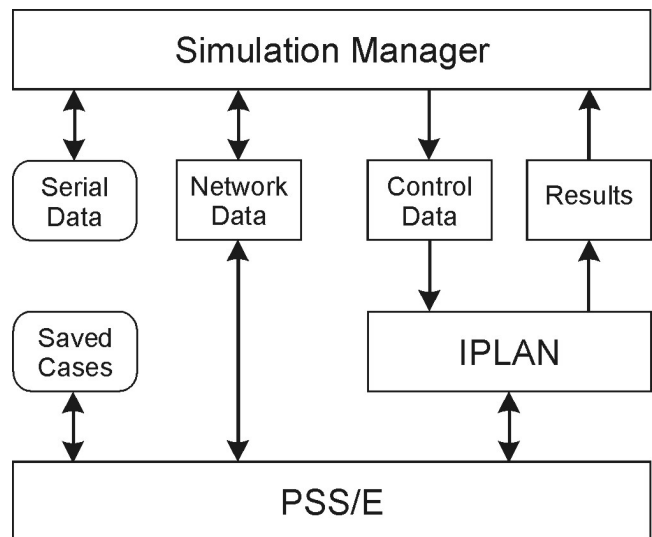 Simulation Manager
Serial
Data
Network
Data
Control
Data
Results
Saved
Cases
IPLAN
PSS/E